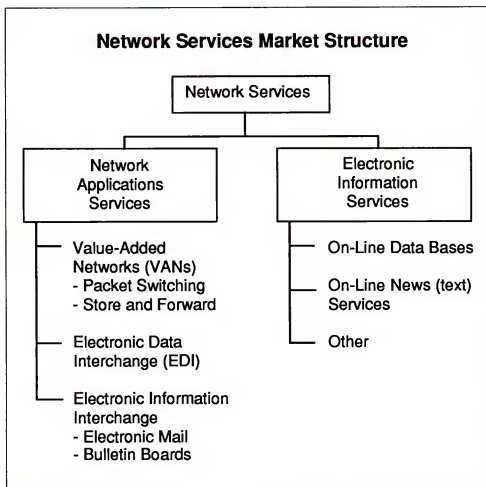 Network Services Market Structure
Network Services
Network
Applications
Services
Electronic
Information
Services
Value-Added
Networks (VANs)
- Packet Switching
- Store and Forward
Electronic Data
Interchange (EDI)
Electronic Information
Interchange
- Electronic Mail
- Bulletin Boards
On-Line Data Bases
On-Line News (text)
Services
Other